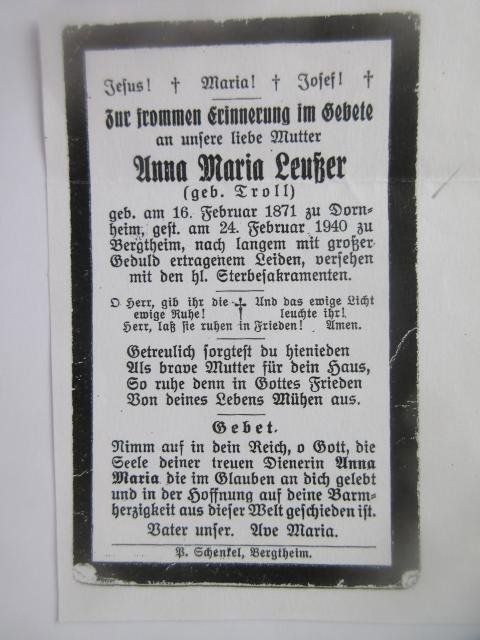 Jesus! † Maria! † Josef! †
Zur frommen Erinnerung im Gebete
an unsere liebe Mutter
Anna Maria Leußer
(geb. Troll)
geb. am 16. Februar 1871 zu Dorn-
heim, gest. am 24. Februar 1940 zu
Bergtheim, nach langem mit großer
Geduld ertragenem Leiden, versehen
mit den hl. Sterbesakramenten.
O Herr, gib ihr die † Und das ewige Licht
ewige Ruhe! leuchte ihr!
Herr, laß sie ruhen in Frieden! Amen.
Getreulich sorgtest du hienieden
Als brave Mutter für dein Haus,
So ruhe denn in Gottes Frieden
Von deines Lebens Mühen aus.
Gebet.
Nimm auf in dein Reich, o Gott, die
Seele deiner treuen Dienerin Anna
Maria die im Glauben an dich gelebt
und in der Hoffnung auf deine Barm-
herzigkeit aus dieser Welt geschieden ist.
Vater unser. Ave Maria.
P. Schenkel, Bergtheim.